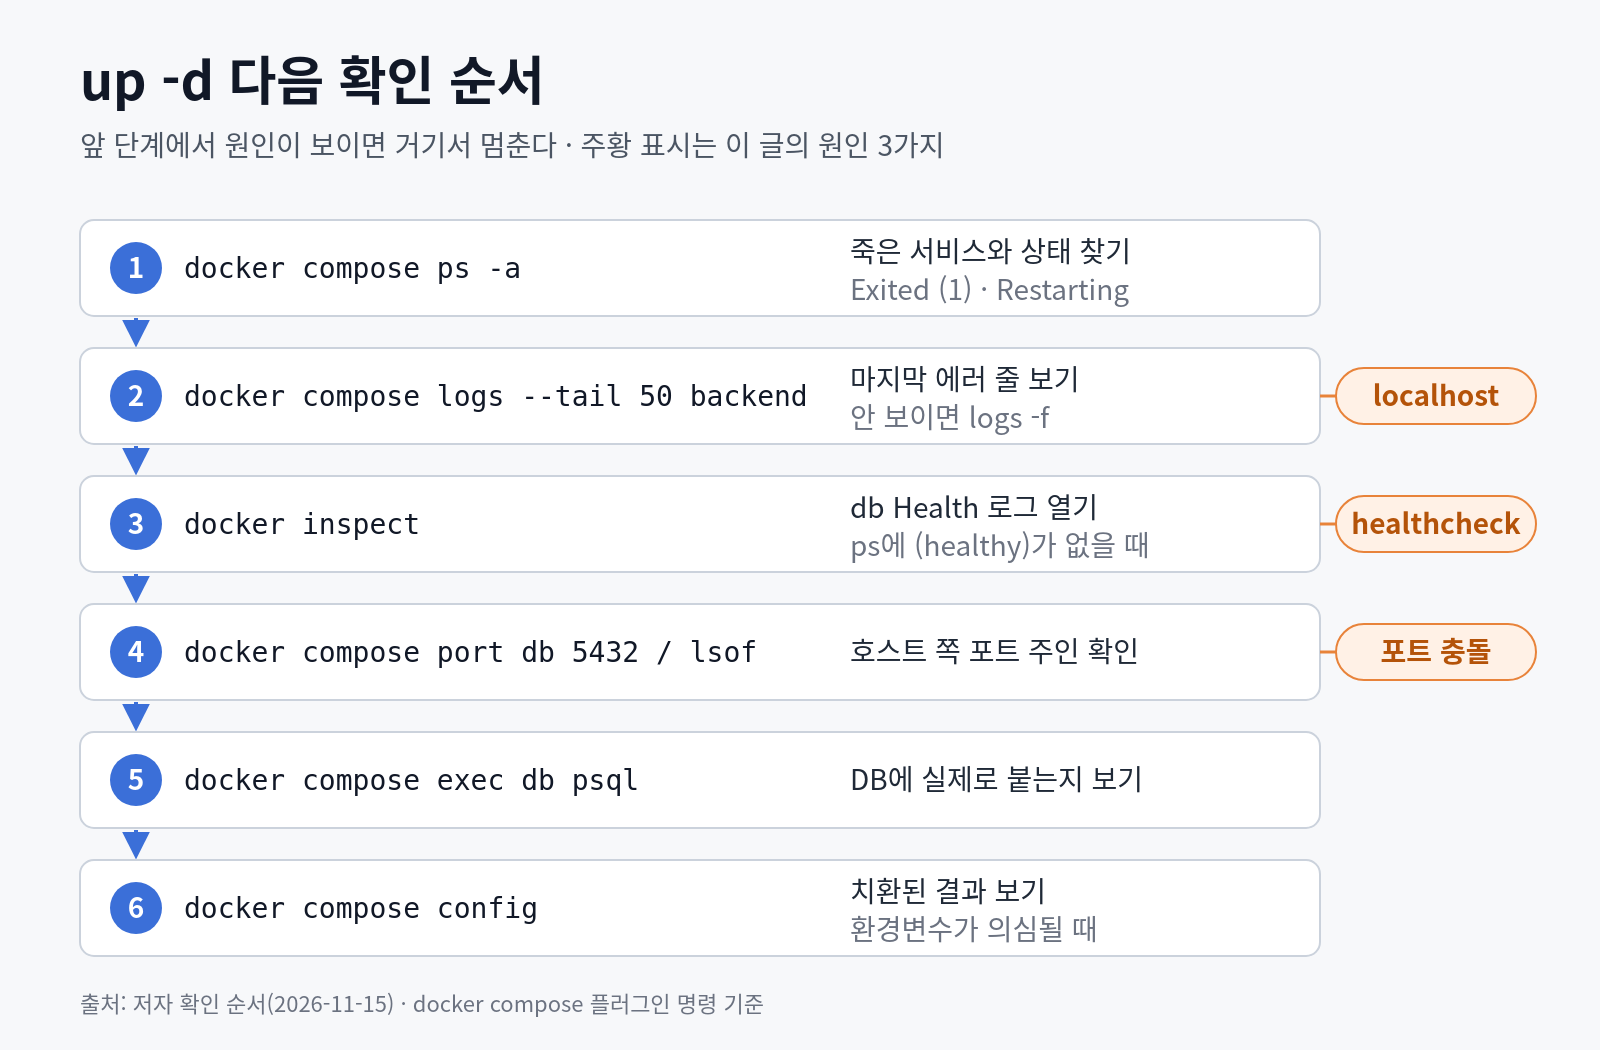 up -d 다음 확인 순서
앞 단계에서 원인이 보이면 거기서 멈춘다 · 주황 표시는 이 글의 원인 3가지
1 docker compose ps -a 죽은 서비스와 상태 찾기
Exited (1) · Restarting
2 docker compose logs --tail 50 backend 마지막 에러 줄 보기
안 보이면 logs -f
localhost
3 docker inspect db Health 로그 열기
ps에 (healthy)가 없을 때
healthcheck
4 docker compose port db 5432 / lsof 호스트 쪽 포트 주인 확인
포트 충돌
5 docker compose exec db psql DB에 실제로 붙는지 보기
6 docker compose config 치환된 결과 보기
환경변수가 의심될 때
출처: 저자 확인 순서(2026-11-15) · docker compose 플러그인 명령 기준